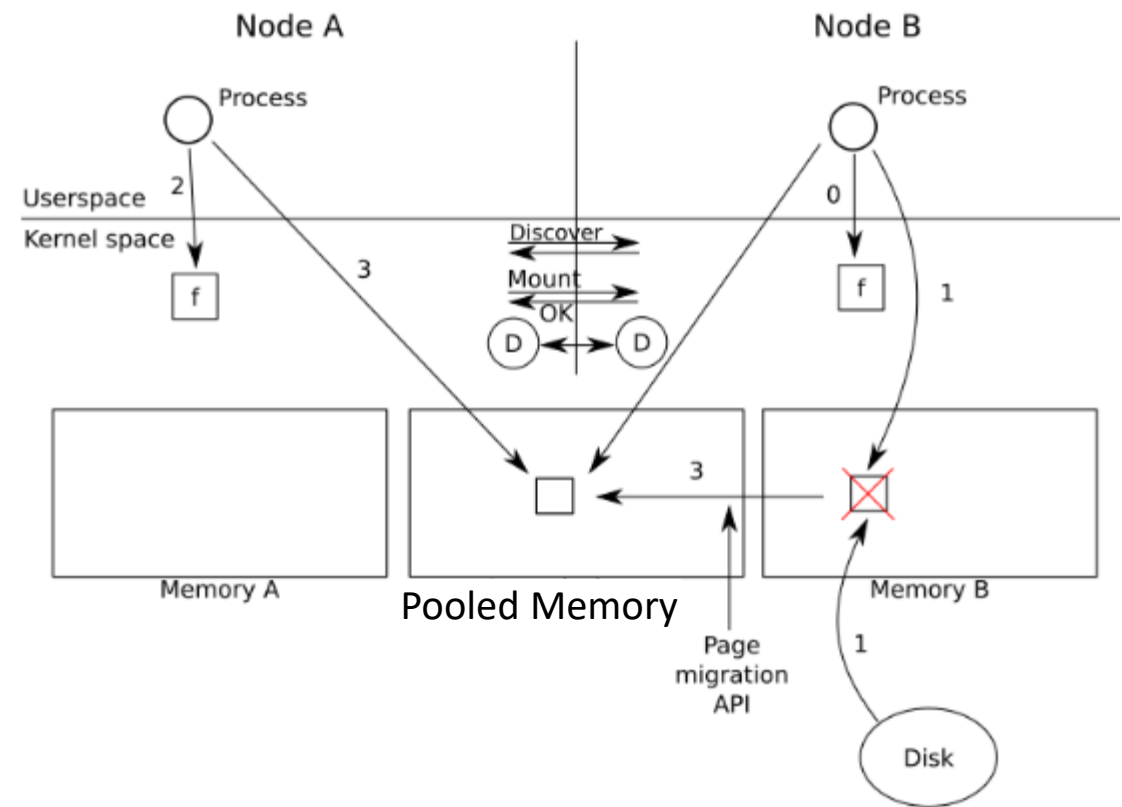 Node A
Node B
Process
Process
2
0
Userspace
Kernel space
Discover
3
Mount
1
f
f
OK
D
D
3
Memory A
Memory B
Pooled Memory
Page
migration
API
1
Disk